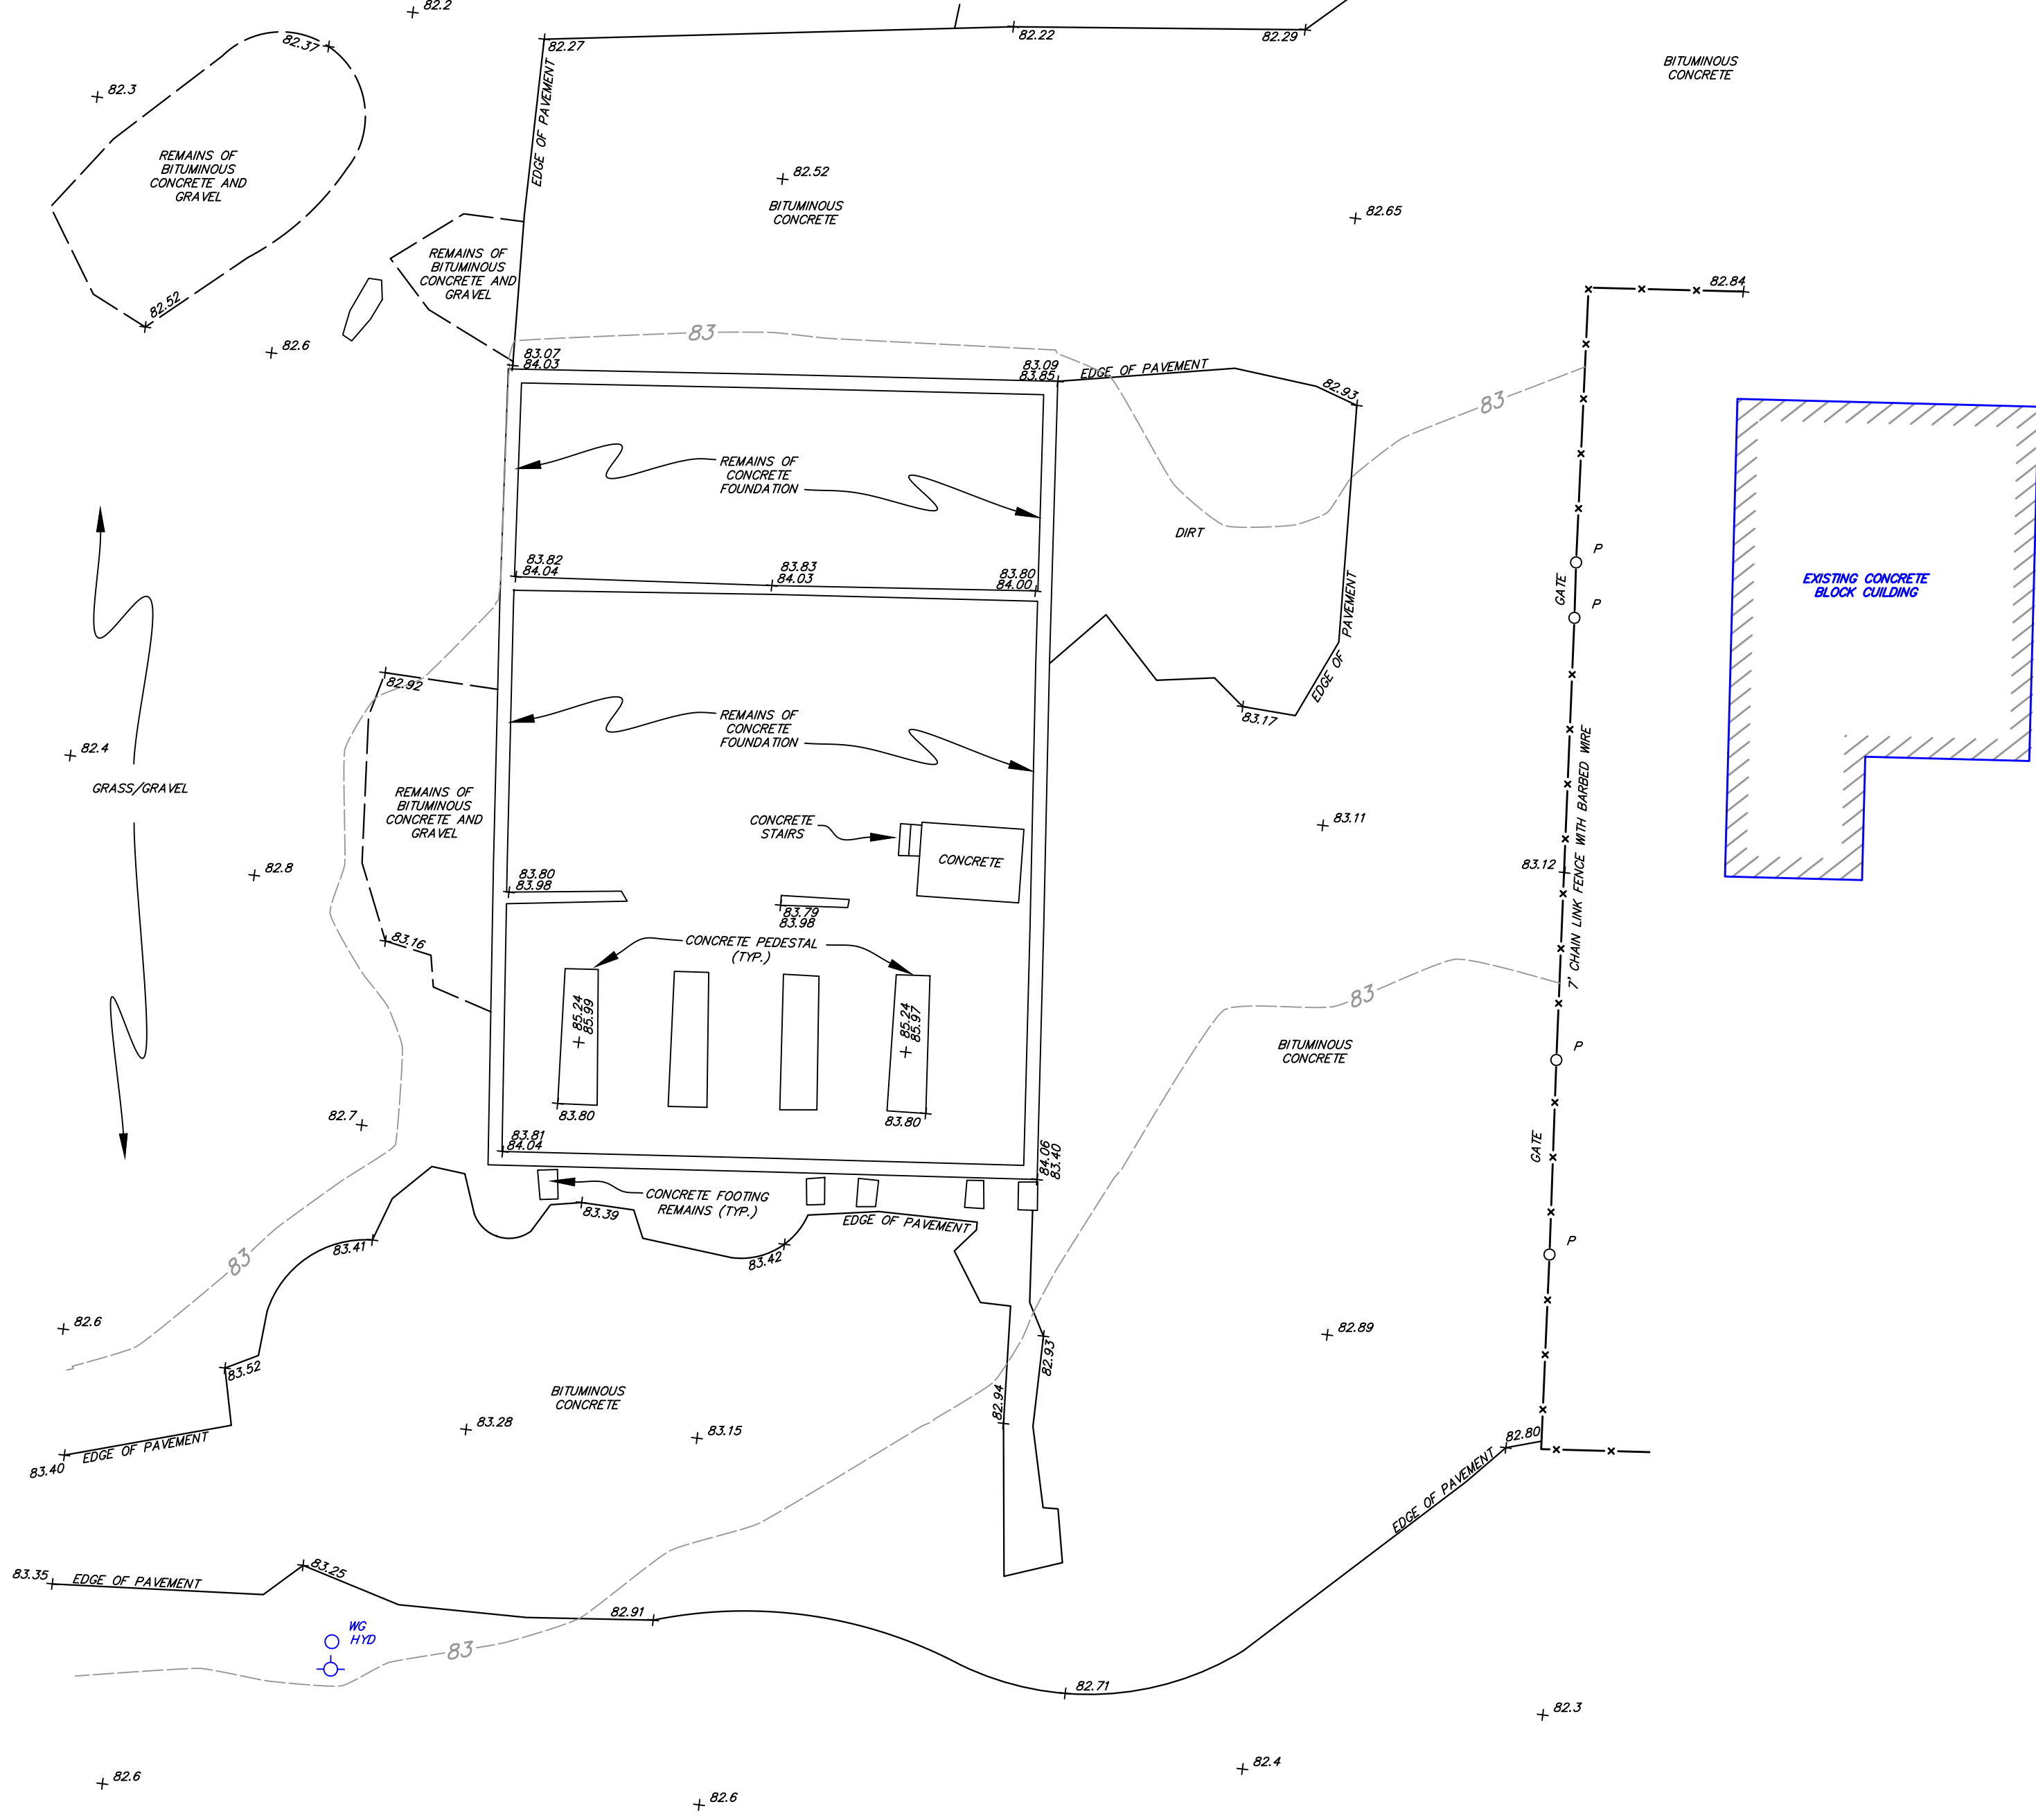 82.2
82.37
82.27
82.22
82.29
BITUMINOUS
CONCRETE
82.3
EDGE OF PAVEMENT
REMAINS OF
BITUMINOUS
CONCRETE AND
GRAVEL
82.52
BITUMINOUS
CONCRETE
82.65
REMAINS OF
BITUMINOUS
CONCRETE AND
GRAVEL
82.84
82.52
82.6
83
83.07
84.03
83.09
83.85
EDGE OF PAVEMENT
82.93
83
REMAINS OF
CONCRETE
FOUNDATION
DIRT
P
83.82
84.04
83.83
84.03
83.80
84.00
GATE
P
EXISTING CONCRETE
BLOCK CUILDING
EDGE OF PAVEMENT
82.92
83.17
REMAINS OF
CONCRETE
FOUNDATION
82.4
GRASS/GRAVEL
REMAINS OF
BITUMINOUS
CONCRETE AND
GRAVEL
CONCRETE
STAIRS
CONCRETE
83.11
7' CHAIN LINK FENCE WITH BARBED WIRE
83.12
82.8
83.80
83.98
83.79
83.98
83.16
CONCRETE PEDESTAL
(TYP.)
83
85.24
85.99
85.24
85.97
BITUMINOUS
CONCRETE
P
82.7
83.80
83.80
GATE
83.81
84.04
84.06
83.40
CONCRETE FOOTING
REMAINS (TYP.)
83.39
EDGE OF PAVEMENT
83.41
83.42
P
83
82.6
82.89
82.93
83.52
BITUMINOUS
CONCRETE
82.94
83.28
83.15
82.80
EDGE OF PAVEMENT
83.40
EDGE OF PAVEMENT
83.35
EDGE OF PAVEMENT
83.25
82.91
WG
HYD
83
82.71
82.3
82.4
82.6
82.6